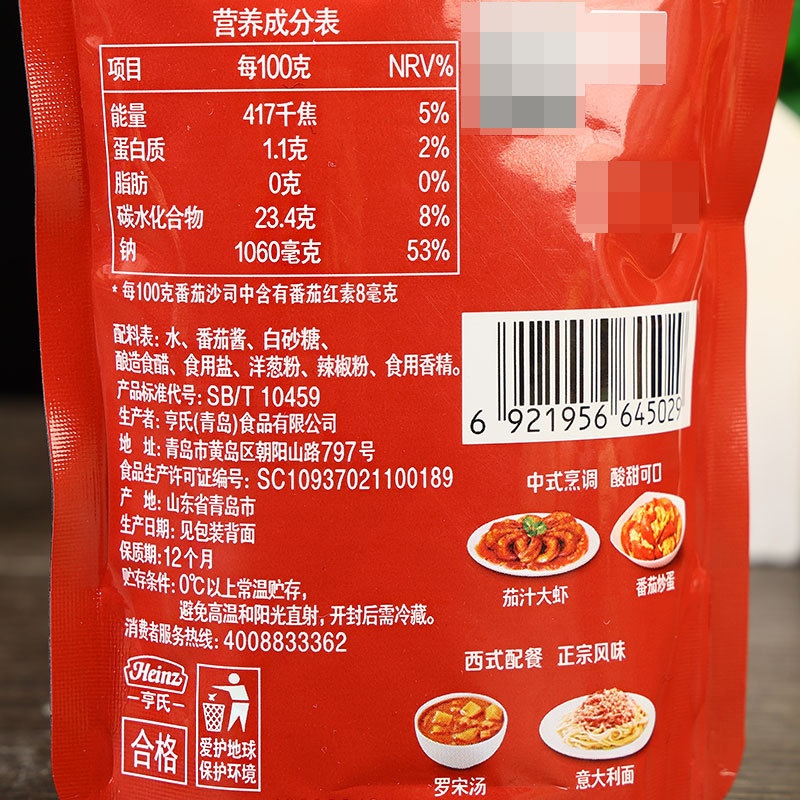 营养成分表
项目 每100克 NRV%
能量 417千焦 5%
蛋白质 1.1克 2%
脂肪 0克 0%
碳水化合物 23.4克 8%
钠 1060毫克 53%
* 每100克番茄沙司中含有番茄红素8毫克
配料表: 水、番茄酱、白砂糖、
酿造食醋、食用盐、洋葱粉、辣椒粉、食用香精。
产品标准代号: SB/T 10459
生产者: 亨氏(青岛)食品有限公司
地 址: 青岛市黄岛区朝阳山路797号
食品生产许可证编号: SC10937021100189
产 地: 山东省青岛市
生产日期: 见包装背面
保质期: 12个月
贮存条件: 0℃以上常温贮存,
避免高温和阳光直射, 开封后需冷藏。
消费者服务热线: 4008833362
Heinz
亨氏
合格
爱护地球
保护环境
6 921956 645029
中式烹调 酸甜可口
茄汁大虾 番茄炒蛋
西式配餐 正宗风味
罗宋汤 意大利面